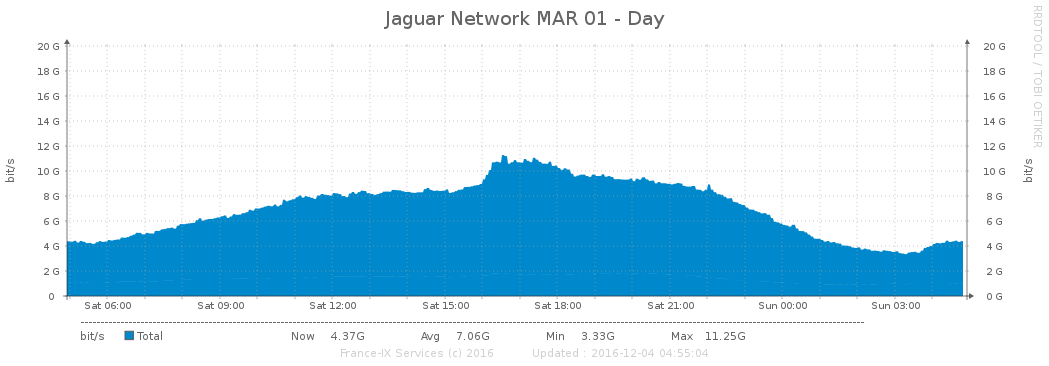 Jaguar Network MAR 01 - Day
RRDTOOL / TOBI OETIKER
bit/s
20 G 20 G
18 G 18 G
16 G 16 G
14 G 14 G
12 G 12 G
10 G 10 G
8 G 8 G
6 G 6 G
4 G 4 G
2 G 2 G
0 0 G
bit/s
Sat 06:00 Sat 09:00 Sat 12:00 Sat 15:00 Sat 18:00 Sat 21:00 Sun 00:00 Sun 03:00
bit/s Total Now 4.37G Avg 7.06G Min 3.33G Max 11.25G
France-IX Services (c) 2016 Updated : 2016-12-04 04:55:04